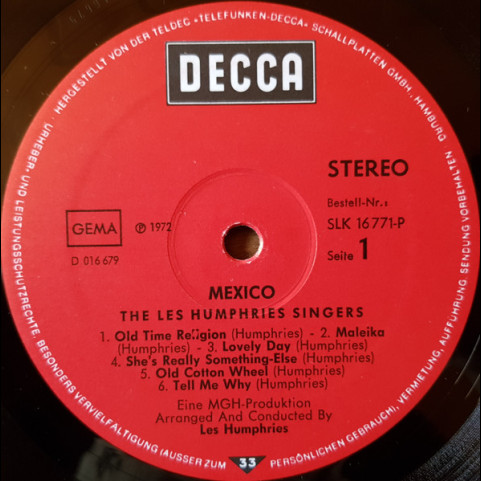 HERGESTELLT VON DER TELDEC »TELEFUNKEN-DECCA« SCHALLPLATTEN GMBH., HAMBURG
DECCA
STEREO
Bestell-Nr.:
SLK 16 771-P
Seite 1
GEMA
D 016 679
℗ 1972
MEXICO
THE LES HUMPHRIES SINGERS
1. Old Time Religion (Humphries) - 2. Maleika
(Humphries) - 3. Lovely Day (Humphries)
4. She's Really Something-Else (Humphries)
5. Old Cotton Wheel (Humphries)
6. Tell Me Why (Humphries)
Eine MGH-Produktion
Arranged And Conducted By
Les Humphries
URHEBER- UND LEISTUNGSSCHUTZRECHTE, BESONDERS VERVIELFÄLTIGUNG (AUSSER ZUM PERSÖNLICHEN GEBRAUCH), VERMIETUNG, AUFFÜHRUNG, SENDUNG VORBEHALTEN
33